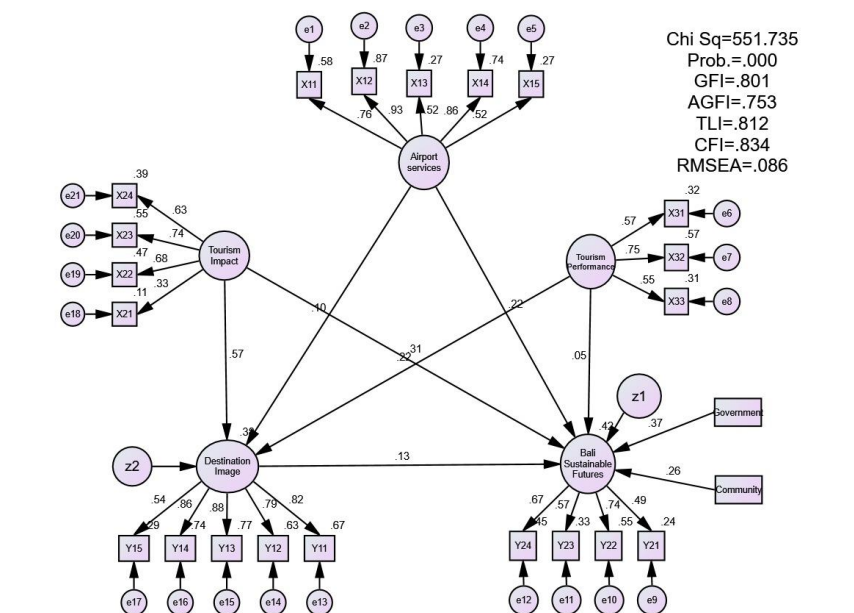 e1 e2 e3 e4 e5
Chi Sq=551.735
Prob.=.000
GFI=.801
AGFI=.753
TLI=.812
CFI=.834
RMSEA=.086
.58 .87 .27 .74 .27
X11 X12 X13 X14 X15
.76 .93 .52 .86 .52
Airport
services
.39
e21 X24
.63
.55
e20 X23
.74
.47
e19 X22
.68
.11
.33
e18 X21
Tourism
Impact
.32
X31 e6
.57
.57
X32 e7
.75
.31
X33 e8
.55
Tourism
Performance
.10 .22
.57 .22 .31 .05
z1
.37
Government
.26
Community
z2
Destination
Image
.13
Bali
Sustainable
Futures
.54 .86 .88 .79 .82
.29 .74 .77 .63 .67
Y15 Y14 Y13 Y12 Y11
e17 e16 e15 e14 e13
.67 .57 .74 .49
.45 .33 .55 .24
Y24 Y23 Y22 Y21
e12 e11 e10 e9